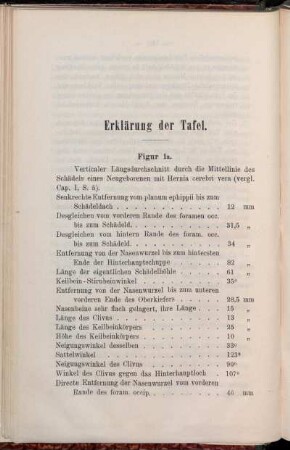 Erklärung der Tafel.
Figur 1a.
Verticaler Längsdurchschnitt durch die Mittellinie des
Schädels eines Neugebornen mit Hernia cerebri vera (vergl.
Cap. I, S. 6).
Senkrechte Entfernung vom planum ephippii bis zum
Schädeldach 12 mm
Desgleichen vom vorderen Rande des foramen occ.
bis zum Schädeld. 31,5 „
Desgleichen vom hintern Rande des foram. occ.
bis zum Schädeld. 34 „
Entfernung von der Nasenwurzel bis zum hintersten
Ende der Hinterhauptschuppe 82 „
Länge der eigentlichen Schädelhöhle 61 „
Keilbein-Stirnbeinwinkel 35°
Entfernung von der Nasenwurzel bis zum unteren
vorderen Ende des Oberkiefers 28,5 mm
Nasenbeine sehr flach gelagert, ihre Länge 15 „
Länge des Clivus 13 „
Länge des Keilbeinkörpers 25 „
Höhe des Keilbeinkörpers 10 „
Neigungswinkel desselben 33°
Sattelwinkel 121°
Neigungswinkel des Clivus 99°
Winkel des Clivus gegen das Hinterhauptloch 107°
Directe Entfernung der Nasenwurzel vom vorderen
Rande des foram. occip. 46 mm